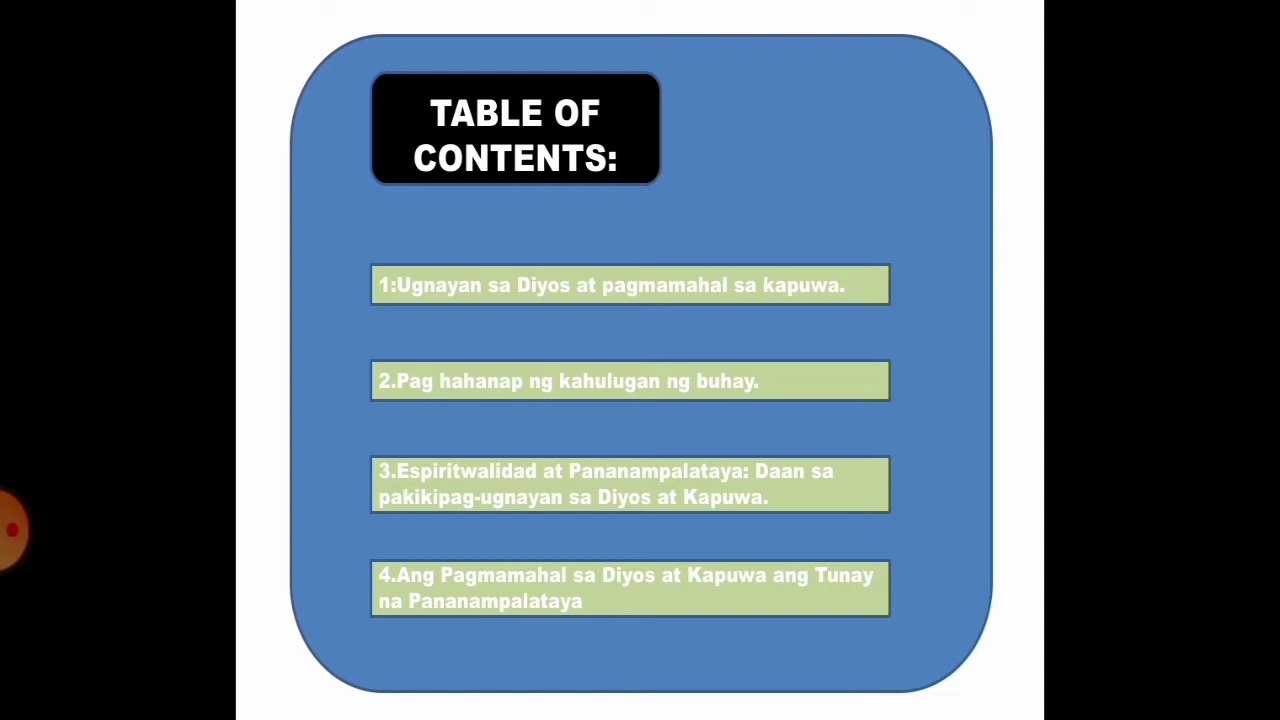 TABLE OF
CONTENTS:
1:Ugnayan sa Diyos at pagmamahal sa kapuwa.
2.Pag hahanap ng kahulugan ng buhay.
3.Espiritwalidad at Pananampalataya: Daan sa
pakikipag-ugnayan sa Diyos at Kapuwa.
4.Ang Pagmamahal sa Diyos at Kapuwa ang Tunay
na Pananampalataya